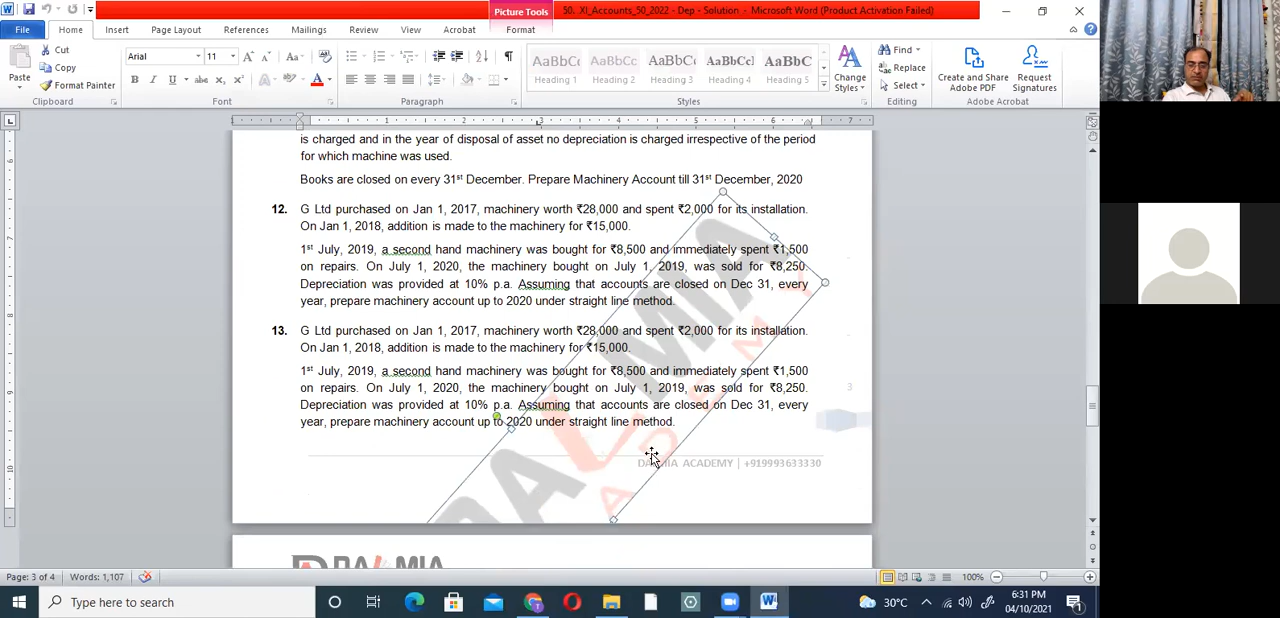 50. XI_Accounts_50_2022 - Dep - Solution - Microsoft Word (Product Activation Failed)
Picture Tools
File
Home
Insert
Page Layout
References
Mailings
Review
View
Acrobat
Format
Paste
Cut
Copy
Format Painter
Clipboard
Arial
11
Font
Paragraph
AaBbCc
AaBbCc
AaBbCc
AaBbCc
AaBbC
Heading 1
Heading 2
Heading 3
Heading 4
Heading 5
Change Styles
Styles
Find
Replace
Select
Editing
Create and Share Adobe PDF
Request Signatures
Adobe Acrobat
is charged and in the year of disposal of asset no depreciation is charged irrespective of the period
for which machine was used.
Books are closed on every 31st December. Prepare Machinery Account till 31st December, 2020
12. G Ltd purchased on Jan 1, 2017, machinery worth ₹28,000 and spent ₹2,000 for its installation.
On Jan 1, 2018, addition is made to the machinery for ₹15,000.
1st July, 2019, a second hand machinery was bought for ₹8,500 and immediately spent ₹1,500
on repairs. On July 1, 2020, the machinery bought on July 1, 2019, was sold for ₹8,250.
Depreciation was provided at 10% p.a. Assuming that accounts are closed on Dec 31, every
year, prepare machinery account up to 2020 under straight line method.
13. G Ltd purchased on Jan 1, 2017, machinery worth ₹28,000 and spent ₹2,000 for its installation.
On Jan 1, 2018, addition is made to the machinery for ₹15,000.
1st July, 2019, a second hand machinery was bought for ₹8,500 and immediately spent ₹1,500
on repairs. On July 1, 2020, the machinery bought on July 1, 2019, was sold for ₹8,250.
Depreciation was provided at 10% p.a. Assuming that accounts are closed on Dec 31, every
year, prepare machinery account up to 2020 under straight line method.
3
DALMIA ACADEMY | +919993633330
DALMIA
DALMIA
Page: 3 of 4
Words: 1,107
100%
Type here to search
30°C
6:31 PM
04/10/2021
1